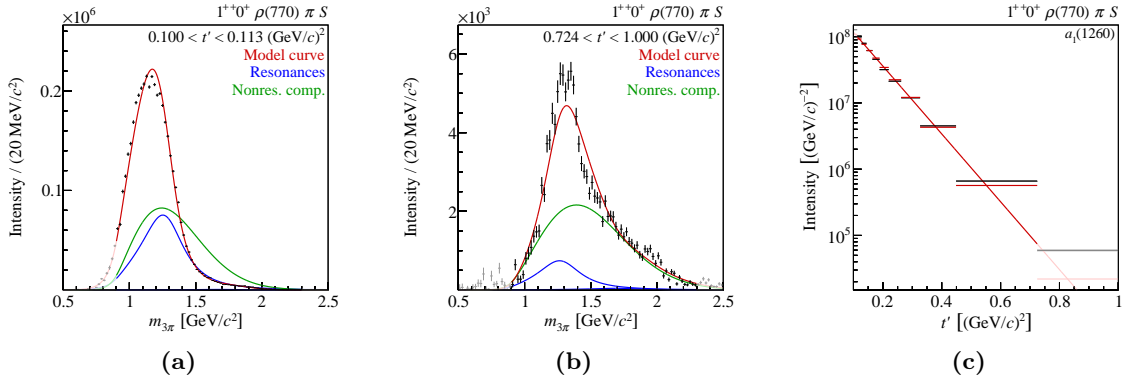 ×10⁶
1⁺⁺0⁺ ρ(770) π S
0.100 < t′ < 0.113 (GeV/c)²
Model curve
Resonances
Nonres. comp.
Intensity / (20 MeV/c²)
0.2
0.1
0.5 1 1.5 2 2.5
m₃π [GeV/c²]
(a)
×10³
1⁺⁺0⁺ ρ(770) π S
0.724 < t′ < 1.000 (GeV/c)²
Model curve
Resonances
Nonres. comp.
Intensity / (20 MeV/c²)
6
4
2
0
0.5 1 1.5 2 2.5
m₃π [GeV/c²]
(b)
1⁺⁺0⁺ ρ(770) π S
a₁(1260)
Intensity [(GeV/c)⁻²]
10⁸
10⁷
10⁶
10⁵
0.2 0.4 0.6 0.8 1
t′ [(GeV/c)²]
(c)